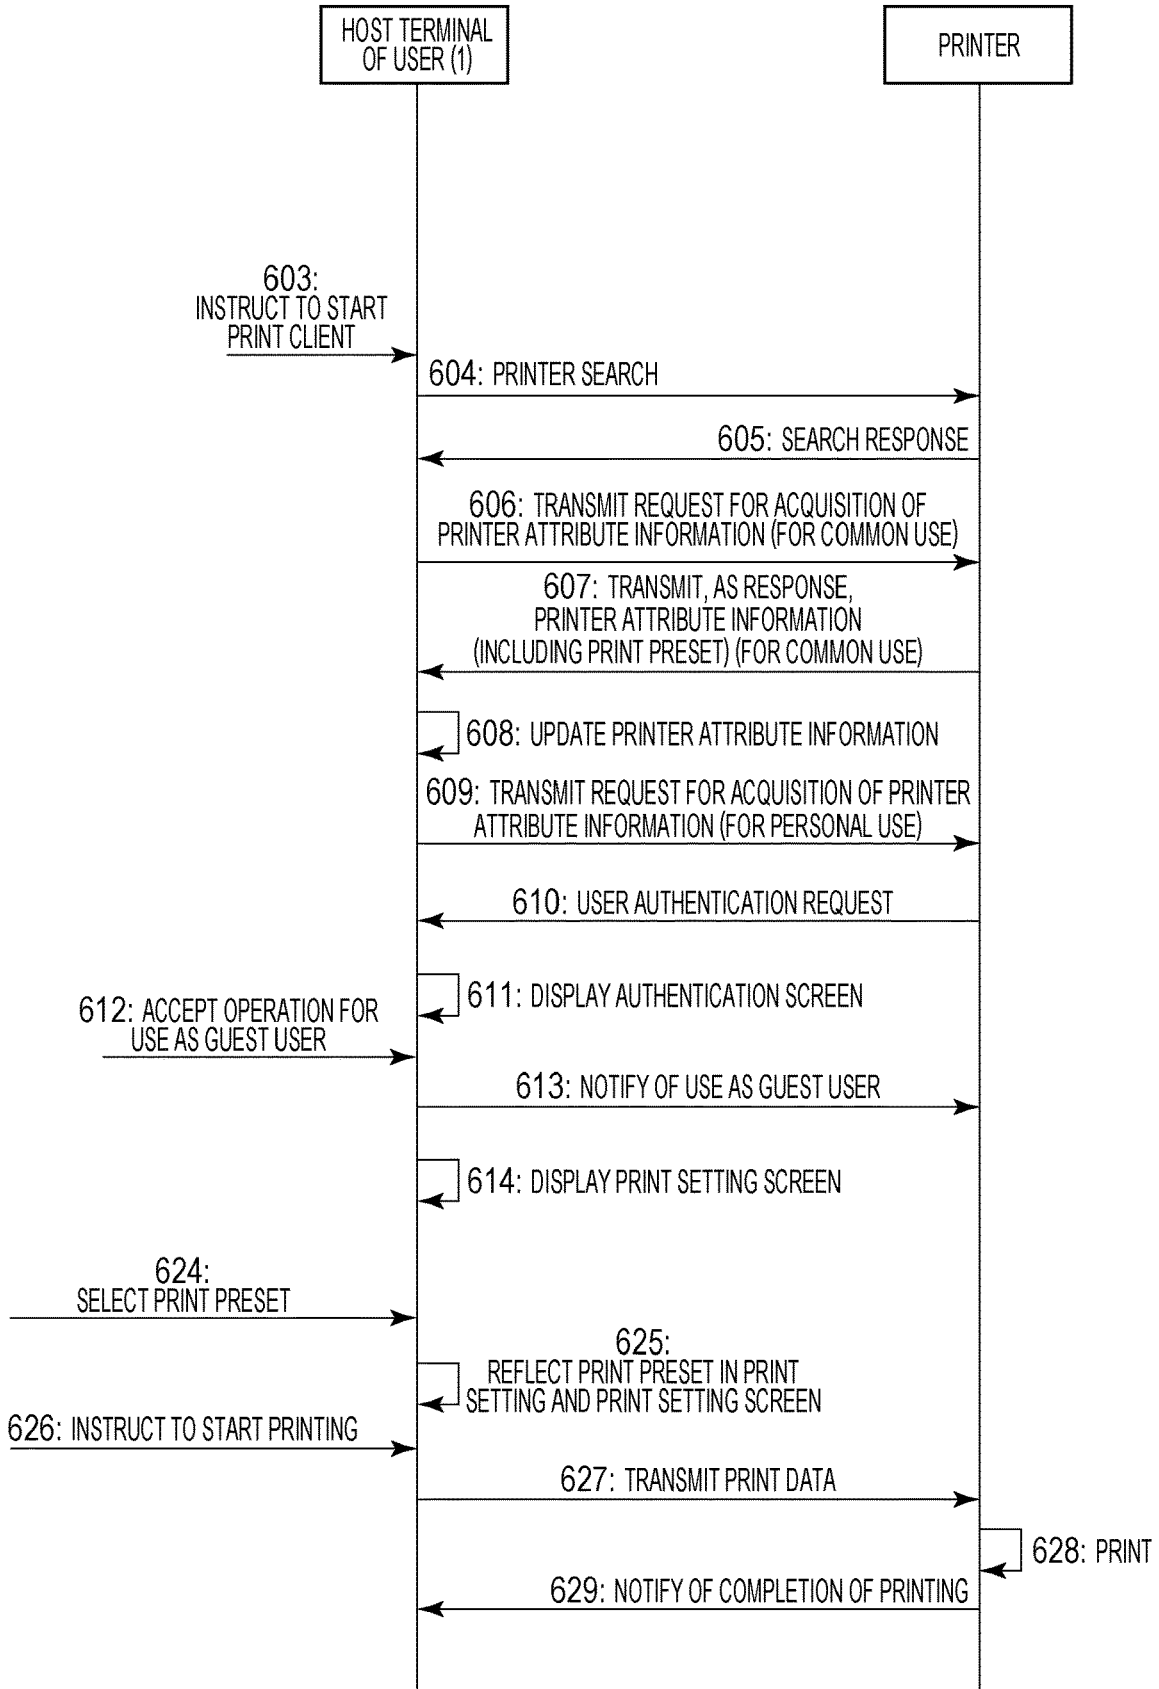 HOST TERMINAL
OF USER (1)
PRINTER
603:
INSTRUCT TO START
PRINT CLIENT
604: PRINTER SEARCH
605: SEARCH RESPONSE
606: TRANSMIT REQUEST FOR ACQUISITION OF
PRINTER ATTRIBUTE INFORMATION (FOR COMMON USE)
607: TRANSMIT, AS RESPONSE,
PRINTER ATTRIBUTE INFORMATION
(INCLUDING PRINT PRESET) (FOR COMMON USE)
608: UPDATE PRINTER ATTRIBUTE INFORMATION
609: TRANSMIT REQUEST FOR ACQUISITION OF PRINTER
ATTRIBUTE INFORMATION (FOR PERSONAL USE)
610: USER AUTHENTICATION REQUEST
611: DISPLAY AUTHENTICATION SCREEN
612: ACCEPT OPERATION FOR
USE AS GUEST USER
613: NOTIFY OF USE AS GUEST USER
614: DISPLAY PRINT SETTING SCREEN
624:
SELECT PRINT PRESET
625:
REFLECT PRINT PRESET IN PRINT
SETTING AND PRINT SETTING SCREEN
626: INSTRUCT TO START PRINTING
627: TRANSMIT PRINT DATA
628: PRINT
629: NOTIFY OF COMPLETION OF PRINTING